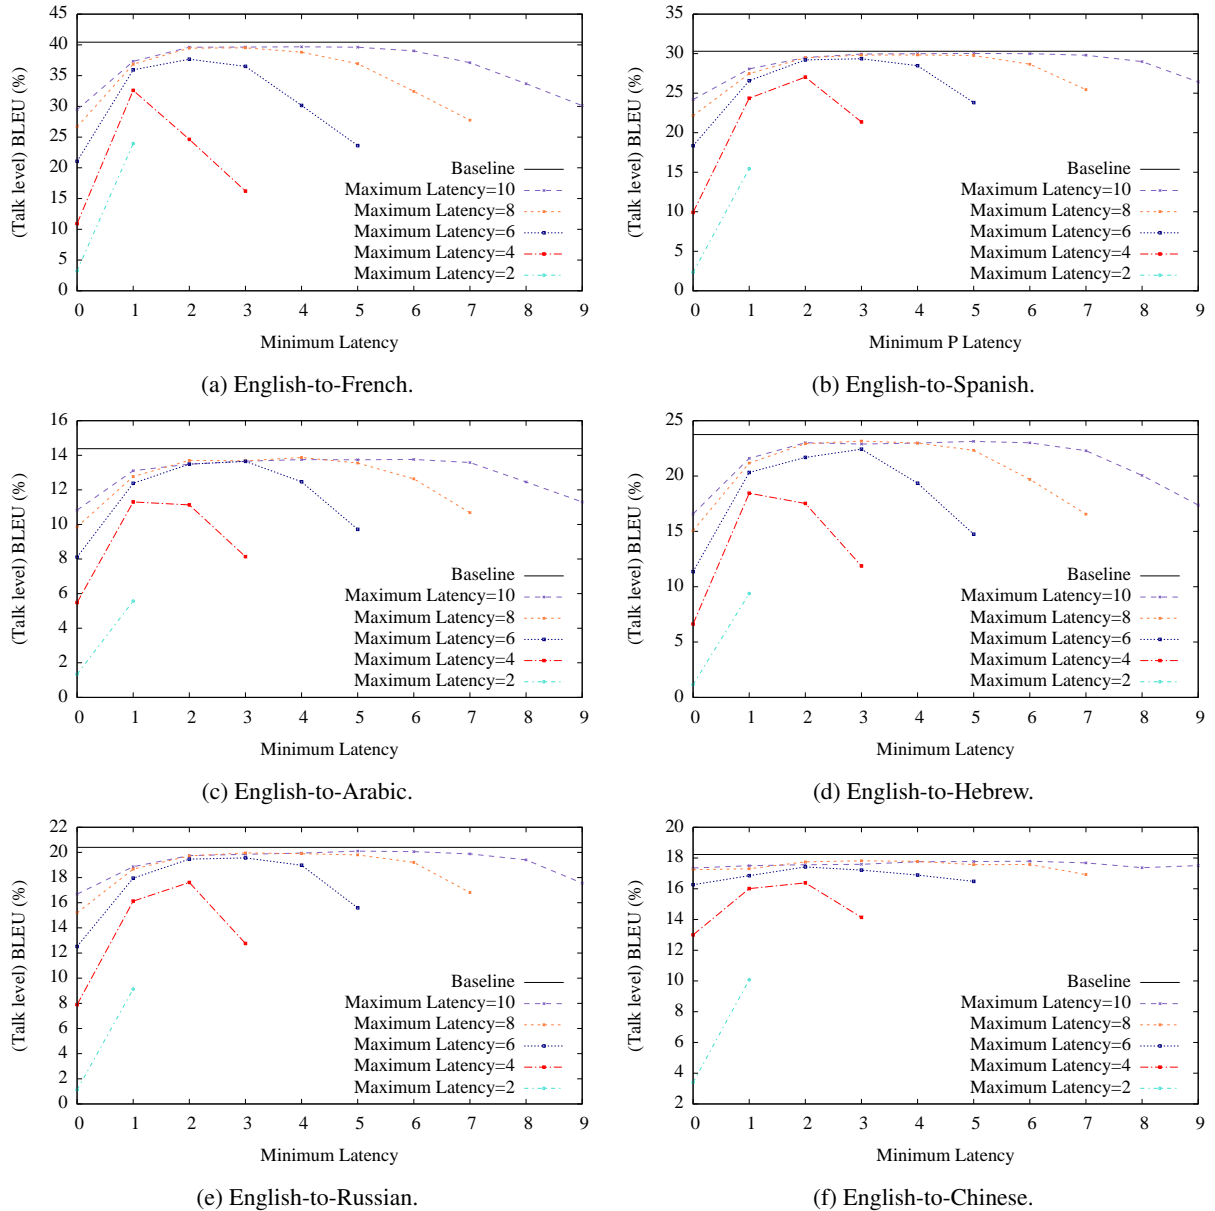 (Talk level) BLEU (%)
45
40
35
30
25
20
15
10
5
0
Baseline
Maximum Latency=10
Maximum Latency=8
Maximum Latency=6
Maximum Latency=4
Maximum Latency=2
0 1 2 3 4 5 6 7 8 9
Minimum Latency
(a) English-to-French.
(Talk level) BLEU (%)
35
30
25
20
15
10
5
0
Baseline
Maximum Latency=10
Maximum Latency=8
Maximum Latency=6
Maximum Latency=4
Maximum Latency=2
0 1 2 3 4 5 6 7 8 9
Minimum P Latency
(b) English-to-Spanish.
(Talk level) BLEU (%)
16
14
12
10
8
6
4
2
0
Baseline
Maximum Latency=10
Maximum Latency=8
Maximum Latency=6
Maximum Latency=4
Maximum Latency=2
0 1 2 3 4 5 6 7 8 9
Minimum Latency
(c) English-to-Arabic.
(Talk level) BLEU (%)
25
20
15
10
5
0
Baseline
Maximum Latency=10
Maximum Latency=8
Maximum Latency=6
Maximum Latency=4
Maximum Latency=2
0 1 2 3 4 5 6 7 8 9
Minimum Latency
(d) English-to-Hebrew.
(Talk level) BLEU (%)
22
20
18
16
14
12
10
8
6
4
2
0
Baseline
Maximum Latency=10
Maximum Latency=8
Maximum Latency=6
Maximum Latency=4
Maximum Latency=2
0 1 2 3 4 5 6 7 8 9
Minimum Latency
(e) English-to-Russian.
(Talk level) BLEU (%)
20
18
16
14
12
10
8
6
4
2
Baseline
Maximum Latency=10
Maximum Latency=8
Maximum Latency=6
Maximum Latency=4
Maximum Latency=2
0 1 2 3 4 5 6 7 8 9
Minimum Latency
(f) English-to-Chinese.